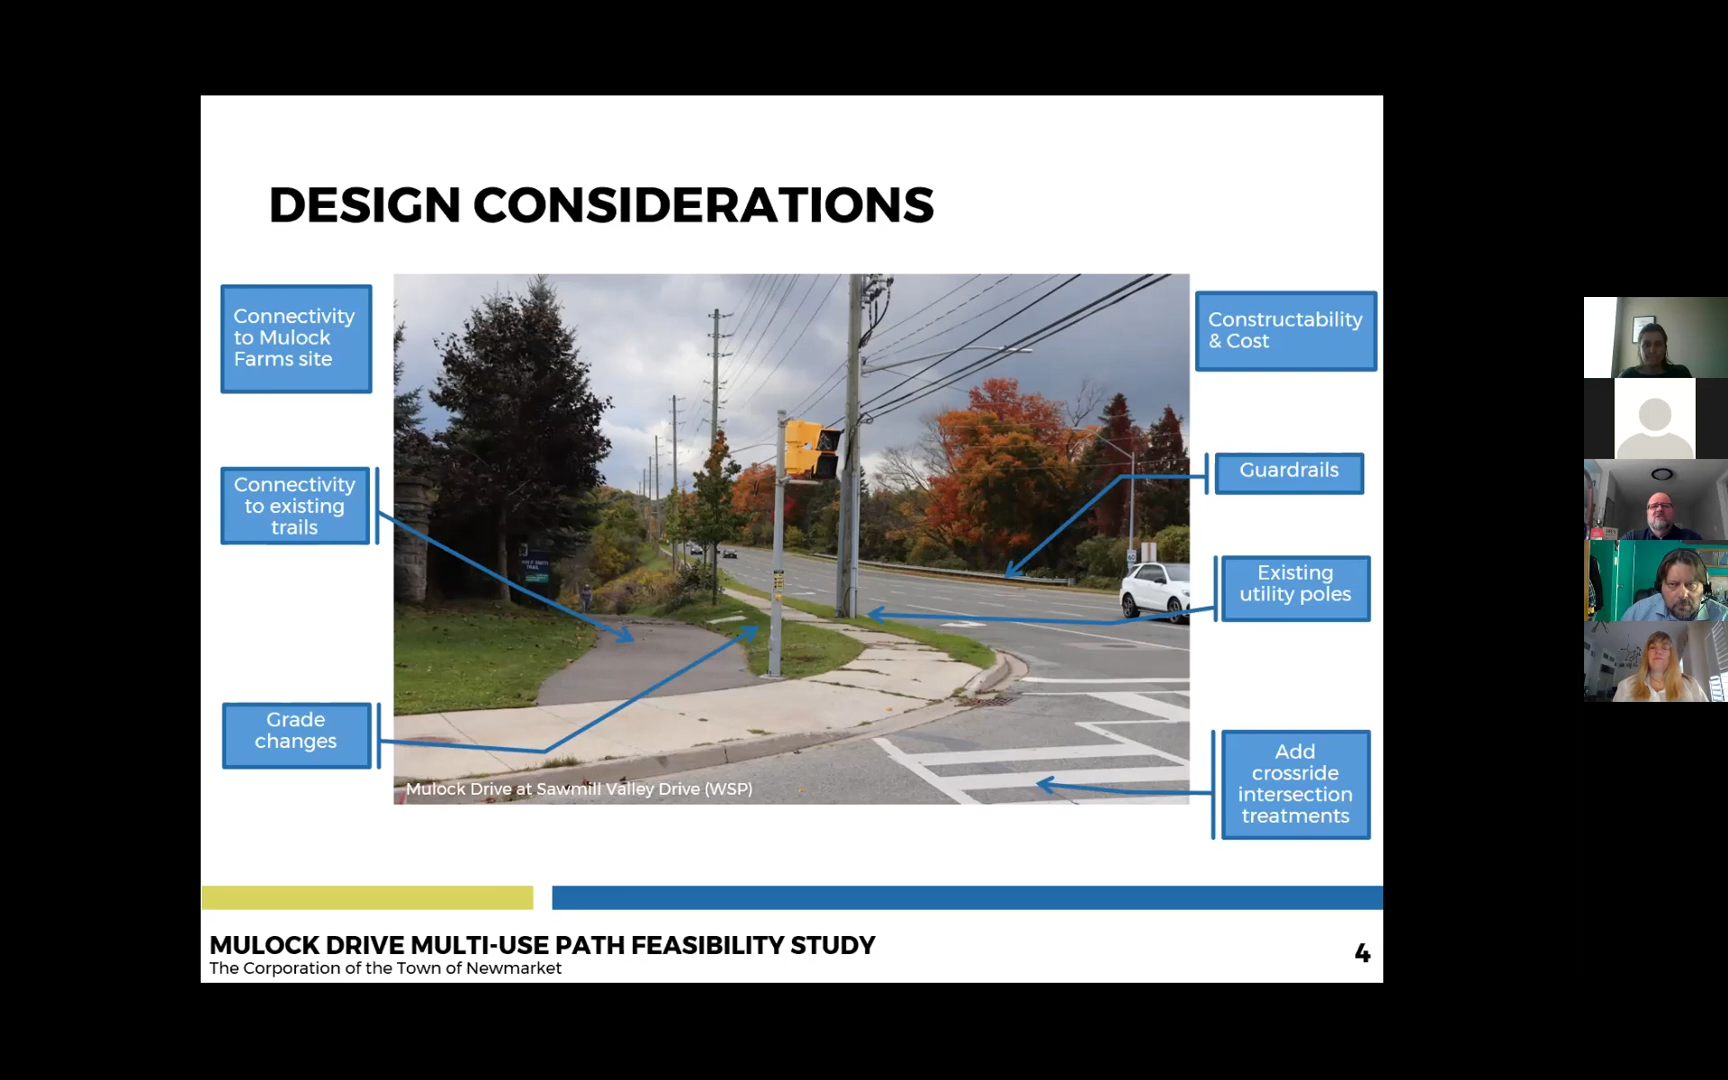 DESIGN CONSIDERATIONS
Connectivity
to Mulock
Farms site
Connectivity
to existing
trails
Grade
changes
Constructability
& Cost
Guardrails
Existing
utility poles
Add
crossride
intersection
treatments
TRAIL
60
Mulock Drive at Sawmill Valley Drive (WSP)
MULOCK DRIVE MULTI-USE PATH FEASIBILITY STUDY
The Corporation of the Town of Newmarket
4